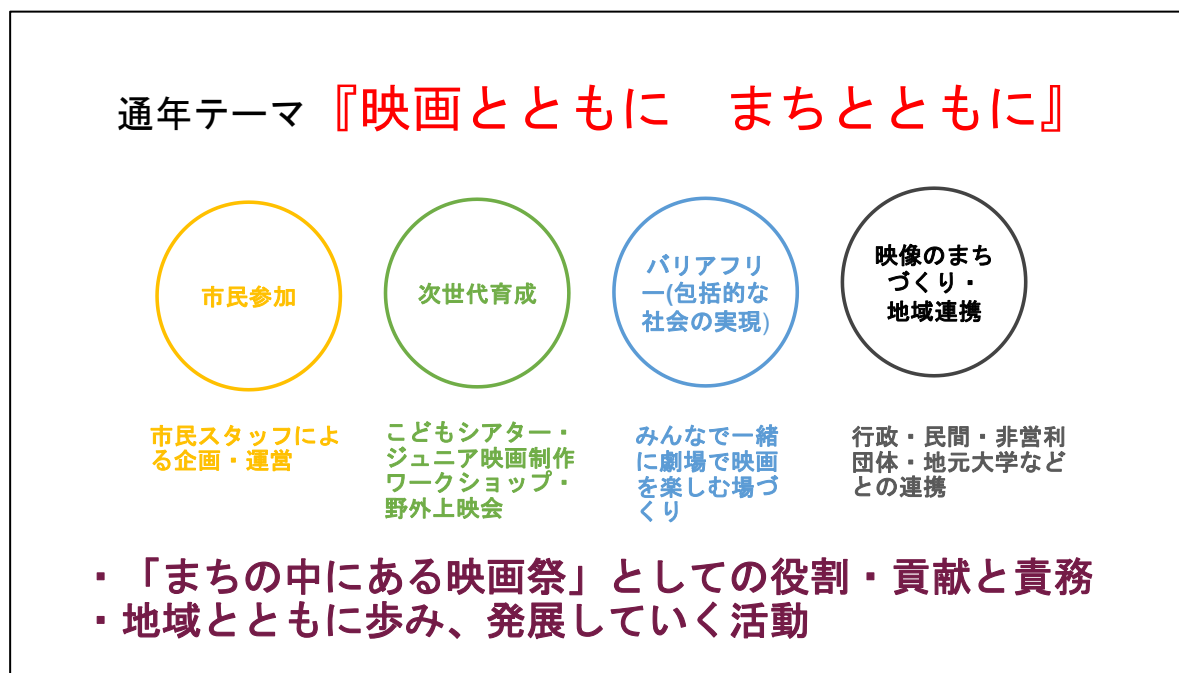 通年テーマ『映画とともに　まちとともに』
市民参加
次世代育成
バリアフリ
ー(包括的な
社会の実現)
映像のまち
づくり・
地域連携
市民スタッフによ
る企画・運営
こどもシアター・
ジュニア映画制作
ワークショップ・
野外上映会
みんなで一緒
に劇場で映画
を楽しむ場づ
くり
行政・民間・非営利
団体・地元大学など
との連携
・「まちの中にある映画祭」としての役割・貢献と責務
・地域とともに歩み、発展していく活動